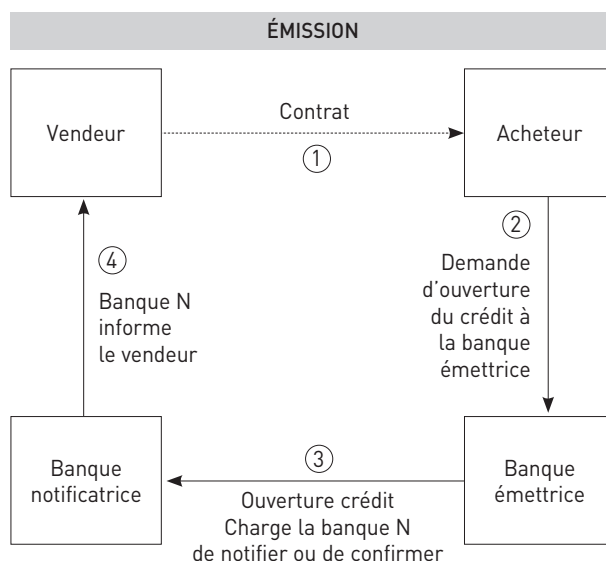 ÉMISSION
Vendeur
Contrat
1
Acheteur
2
Demande
d’ouverture
du crédit à
la banque
émettrice
4
Banque N
informe
le vendeur
Banque
notificatrice
3
Ouverture crédit
Charge la banque N
de notifier ou de confirmer
Banque
émettrice